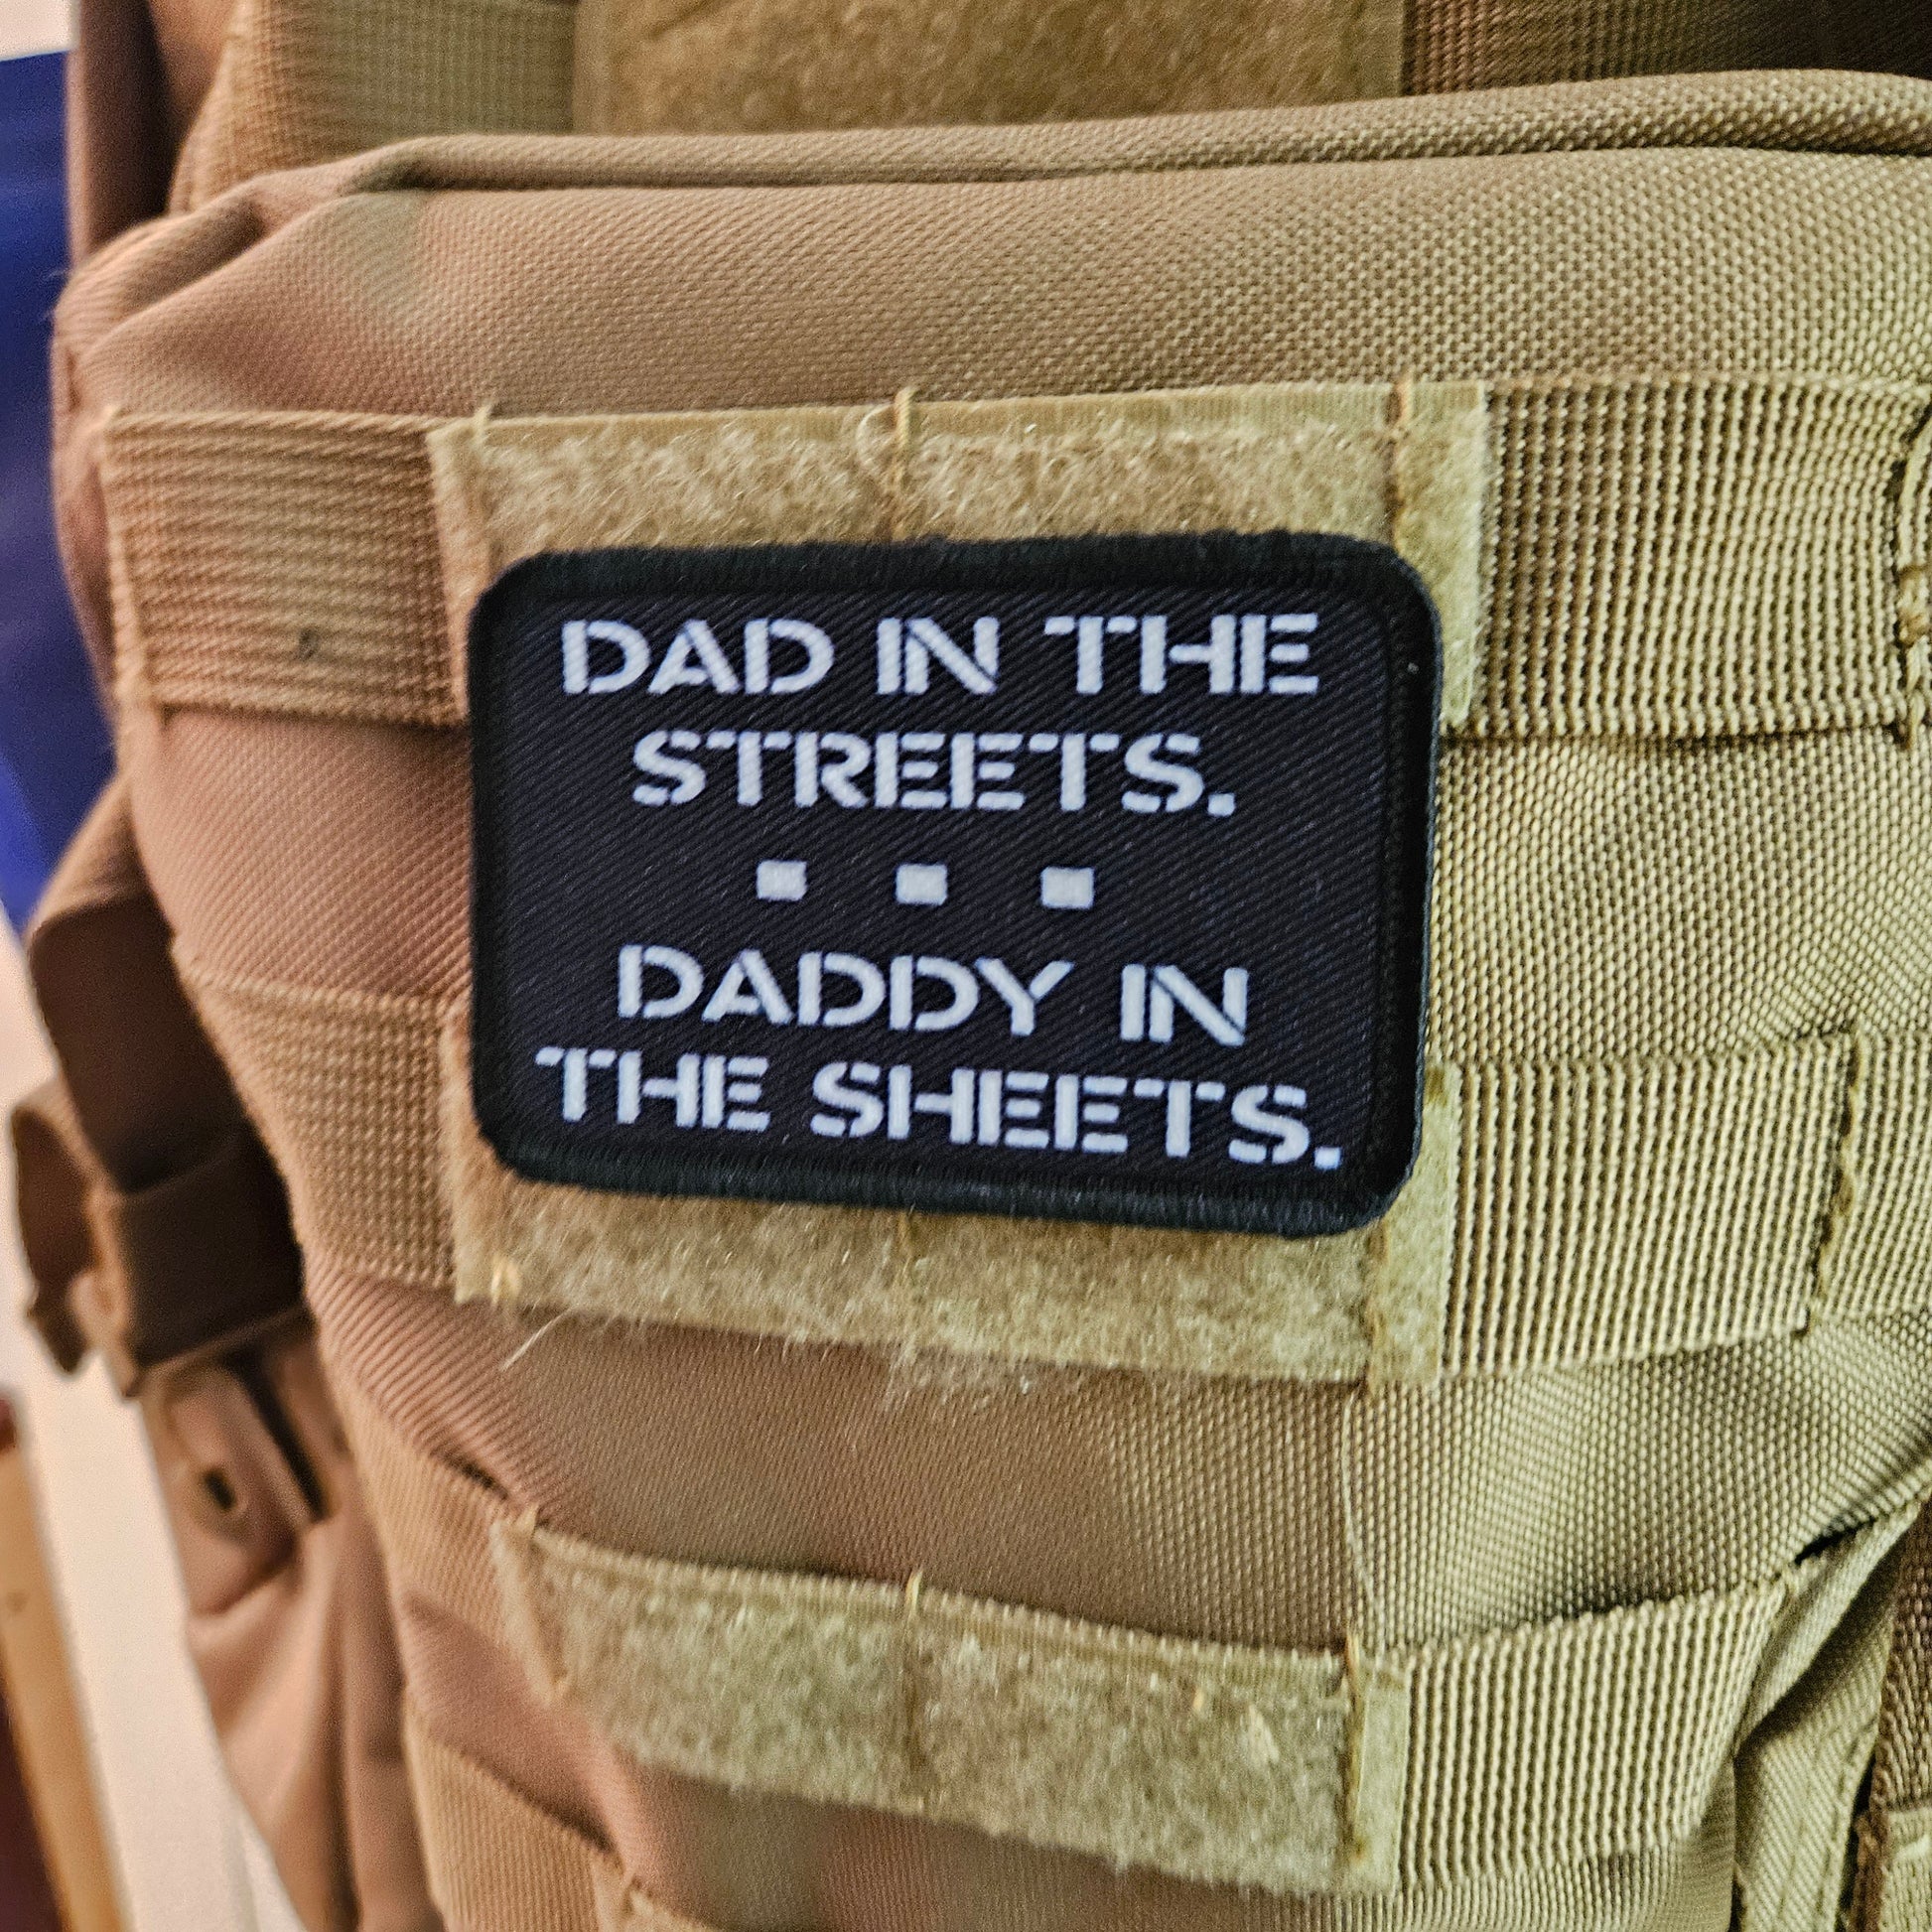 DAD IN THE
STREETS.
DADDY IN
THE SHEETS.